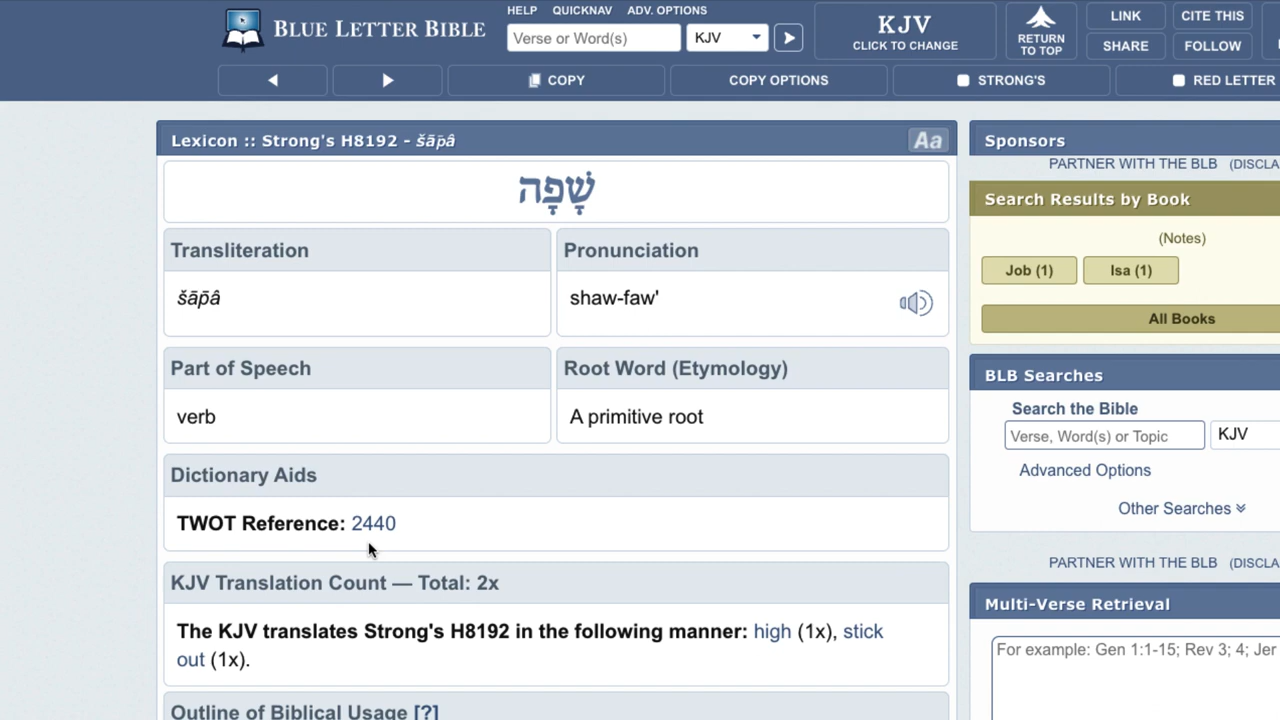 HELP QUICKNAV ADV. OPTIONS
BLUE LETTER BIBLE
Verse or Word(s) KJV
KJV
CLICK TO CHANGE
RETURN
TO TOP
LINK
CITE THIS
SHARE
FOLLOW
COPY
COPY OPTIONS
STRONG'S
RED LETTER
Lexicon :: Strong's H8192 - šāp̄â
Aa
שָׁפָה
Transliteration
šāp̄â
Pronunciation
shaw-faw'
Part of Speech
verb
Root Word (Etymology)
A primitive root
Dictionary Aids
TWOT Reference: 2440
KJV Translation Count — Total: 2x
The KJV translates Strong's H8192 in the following manner: high (1x), stick
out (1x).
Outline of Biblical Usage [?]
Sponsors
PARTNER WITH THE BLB (DISCLA
Search Results by Book
(Notes)
Job (1) Isa (1)
All Books
BLB Searches
Search the Bible
Verse, Word(s) or Topic KJV
Advanced Options
Other Searches
PARTNER WITH THE BLB (DISCLA
Multi-Verse Retrieval
For example: Gen 1:1-15; Rev 3; 4; Jer